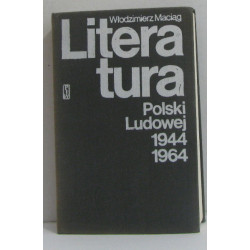 Włodzimierz Maciąg
Litera
tura
Polski
Ludowej
1944
1964